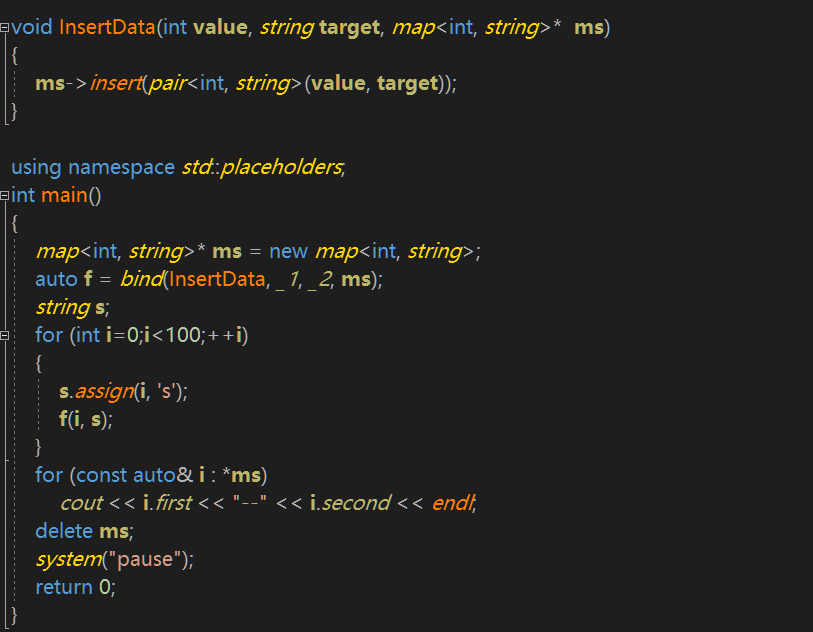 void InsertData(int value, string target, map<int, string>*  ms)
{
    ms->insert(pair<int, string>(value, target));
}
using namespace std::placeholders;
int main()
{
    map<int, string>* ms = new map<int, string>;
    auto f = bind(InsertData, _1, _2, ms);
    string s;
    for (int i=0;i<100;++i)
    {
        s.assign(i, 's');
        f(i, s);
    }
    for (const auto& i : *ms)
        cout << i.first << "--" << i.second << endl;
    delete ms;
    system("pause");
    return 0;
}